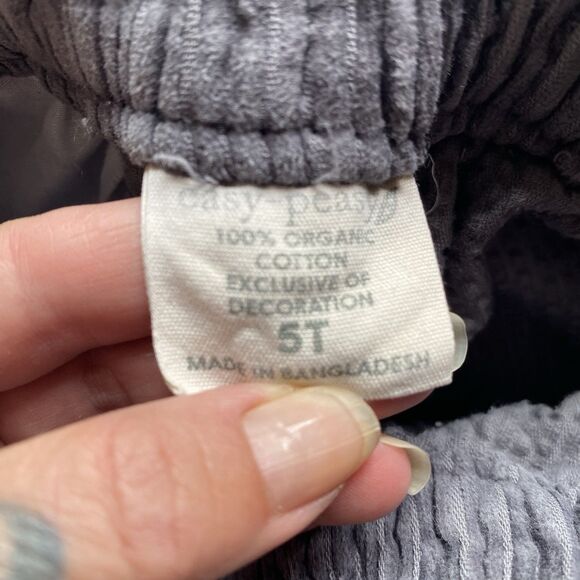 easy peasy
100% ORGANIC
COTTON
EXCLUSIVE OF
DECORATION
5T
MADE IN BANGLADESH